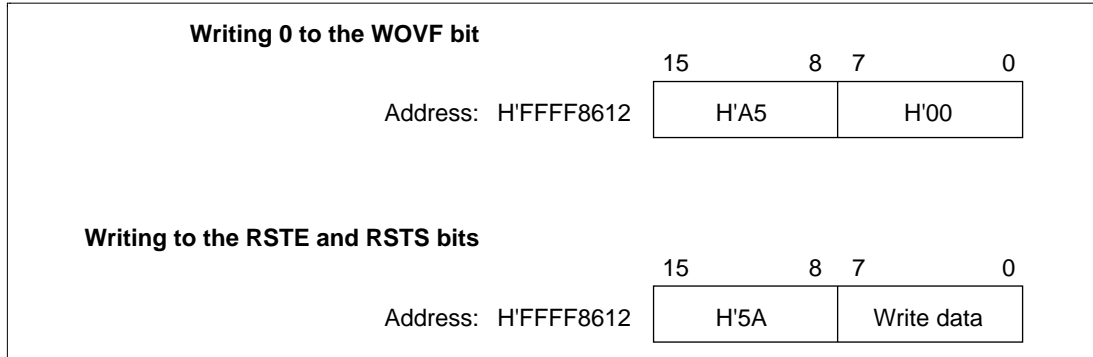 Writing 0 to the WOVF bit
15 8 7 0
Address: H'FFFF8612 H'A5 H'00
Writing to the RSTE and RSTS bits
15 8 7 0
Address: H'FFFF8612 H'5A Write data